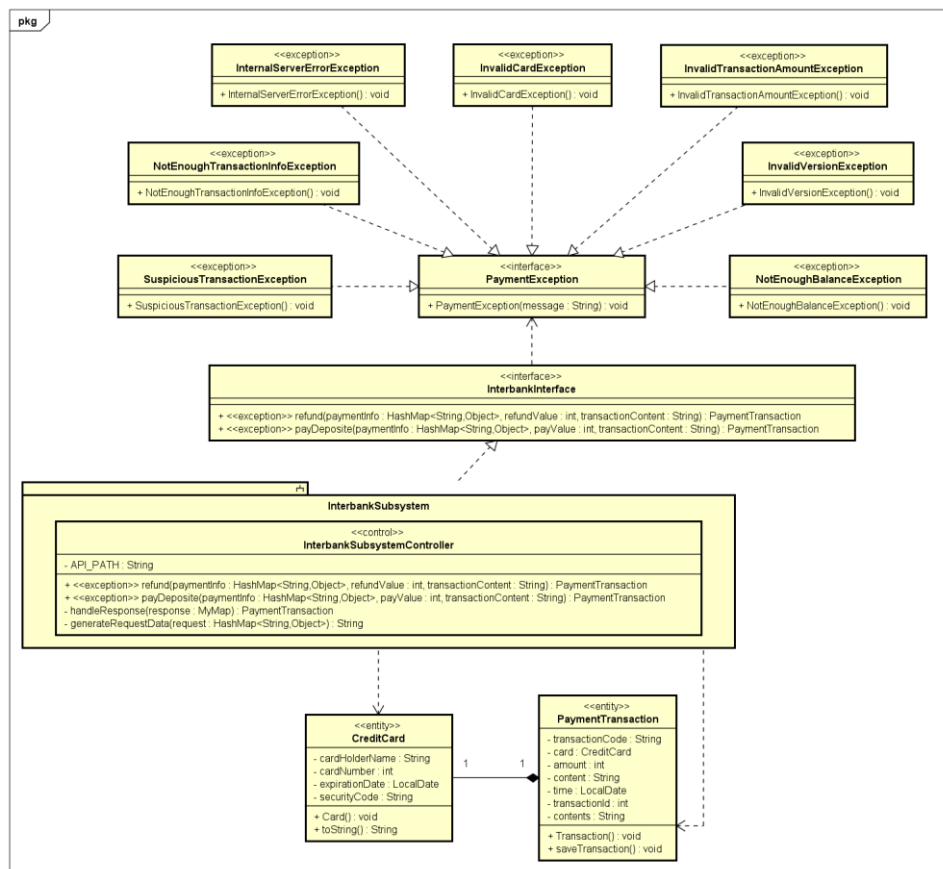 pkg
<<exception>>
InternalServerErrorException
+ InternalServerErrorException() : void
<<exception>>
InvalidCardException
+ InvalidCardException() : void
<<exception>>
InvalidTransactionAmountException
+ InvalidTransactionAmountException() : void
<<exception>>
NotEnoughTransactionInfoException
+ NotEnoughTransactionInfoException() : void
<<exception>>
InvalidVersionException
+ InvalidVersionException() : void
<<exception>>
SuspiciousTransactionException
+ SuspiciousTransactionException() : void
<<interface>>
PaymentException
+ PaymentException(message : String) : void
<<exception>>
NotEnoughBalanceException
+ NotEnoughBalanceException() : void
<<interface>>
InterbankInterface
+ <<exception>> refund(paymentInfo : HashMap<String,Object>, refundValue : int, transactionContent : String) : PaymentTransaction
+ <<exception>> payDeposite(paymentInfo : HashMap<String,Object>, payValue : int, transactionContent : String) : PaymentTransaction
InterbankSubsystem
<<control>>
InterbankSubsystemController
- API_PATH : String
+ <<exception>> refund(paymentInfo : HashMap<String,Object>, refundValue : int, transactionContent : String) : PaymentTransaction
+ <<exception>> payDeposite(paymentInfo : HashMap<String,Object>, payValue : int, transactionContent : String) : PaymentTransaction
- handleResponse(response : MyMap) : PaymentTransaction
- generateRequestData(request : HashMap<String,Object>) : String
<<entity>>
CreditCard
- cardHolderName : String
- cardNumber : int
- expirationDate : LocalDate
- securityCode : String
+ Card() : void
+ toString() : String
1
1
<<entity>>
PaymentTransaction
- transactionCode : String
- card : CreditCard
- amount : int
- content : String
- time : LocalDate
- transactionId : int
- contents : String
+ Transaction() : void
+ saveTransaction() : void